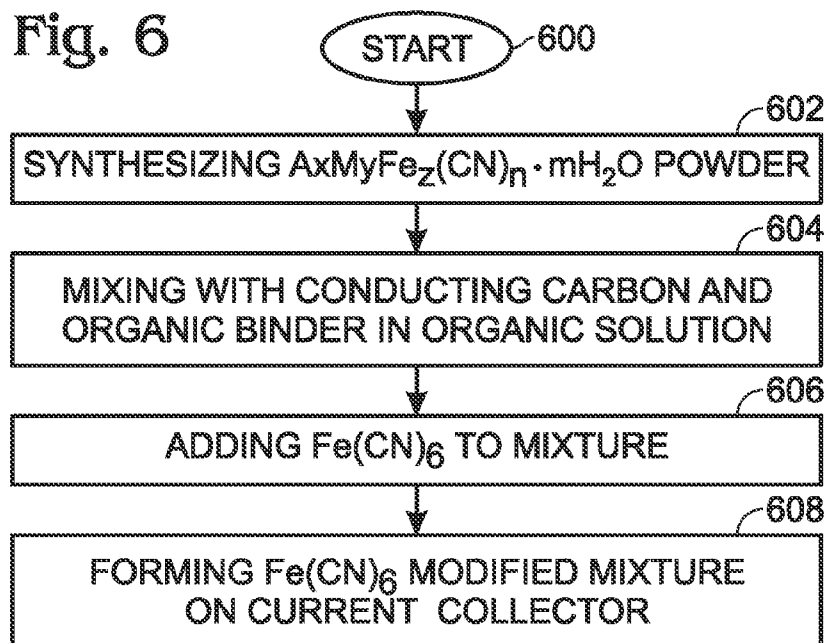 Fig. 6
START
600
602
SYNTHESIZING AxMyFez(CN)n · mH2O POWDER
604
MIXING WITH CONDUCTING CARBON AND
ORGANIC BINDER IN ORGANIC SOLUTION
606
ADDING Fe(CN)6 TO MIXTURE
608
FORMING Fe(CN)6 MODIFIED MIXTURE
ON CURRENT COLLECTOR